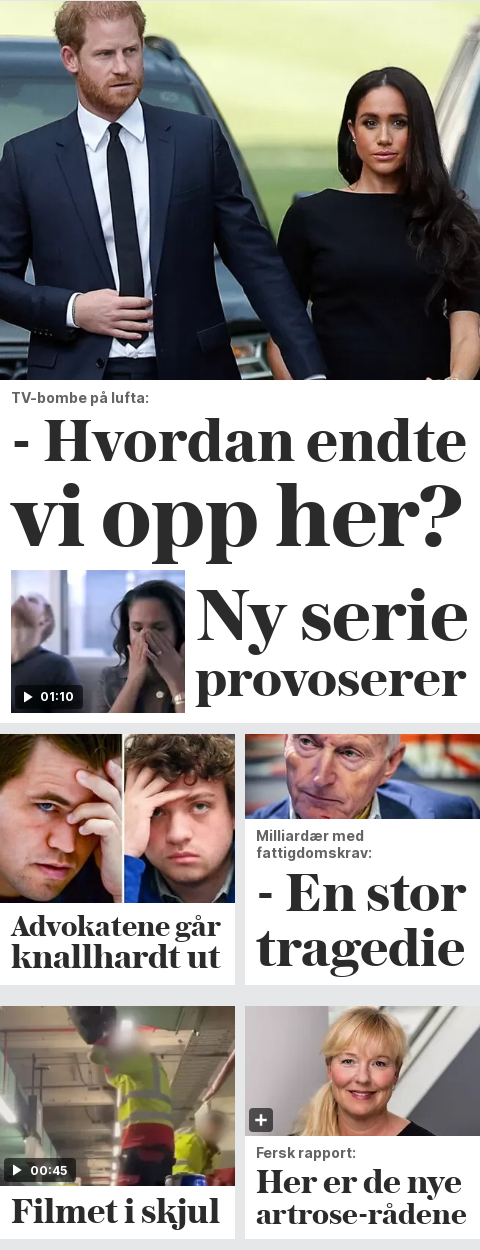 TV-bombe på lufta:
- Hvordan endte
vi opp her?
01:10
Ny serie
provoserer
Advokatene går
knallhardt ut
Milliardær med
fattigdomskrav:
- En stor
tragedie
00:45
Filmet i skjul
Fersk rapport:
Her er de nye
artrose-rådene